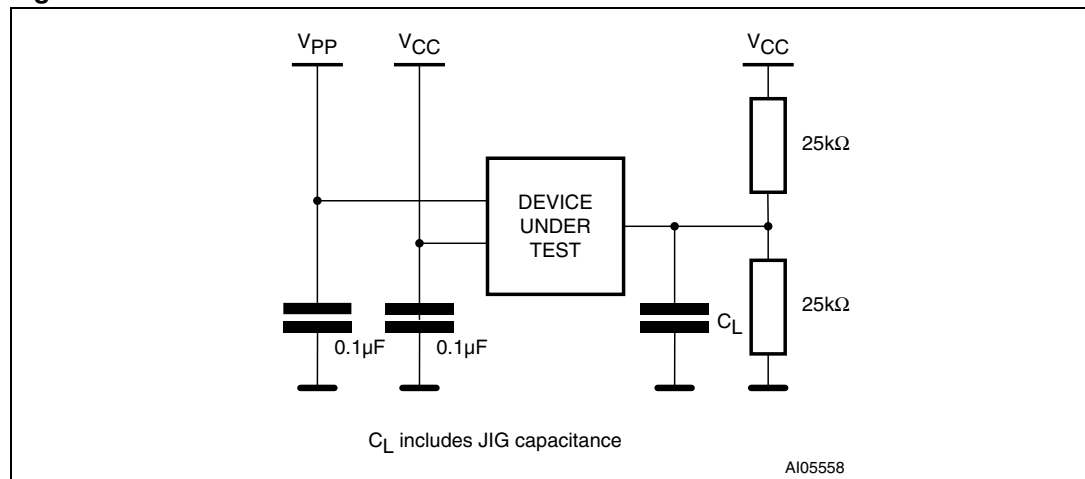 VPP
VCC
VCC
25kΩ
DEVICE
UNDER
TEST
25kΩ
CL
0.1µF
0.1µF
CL includes JIG capacitance
AI05558